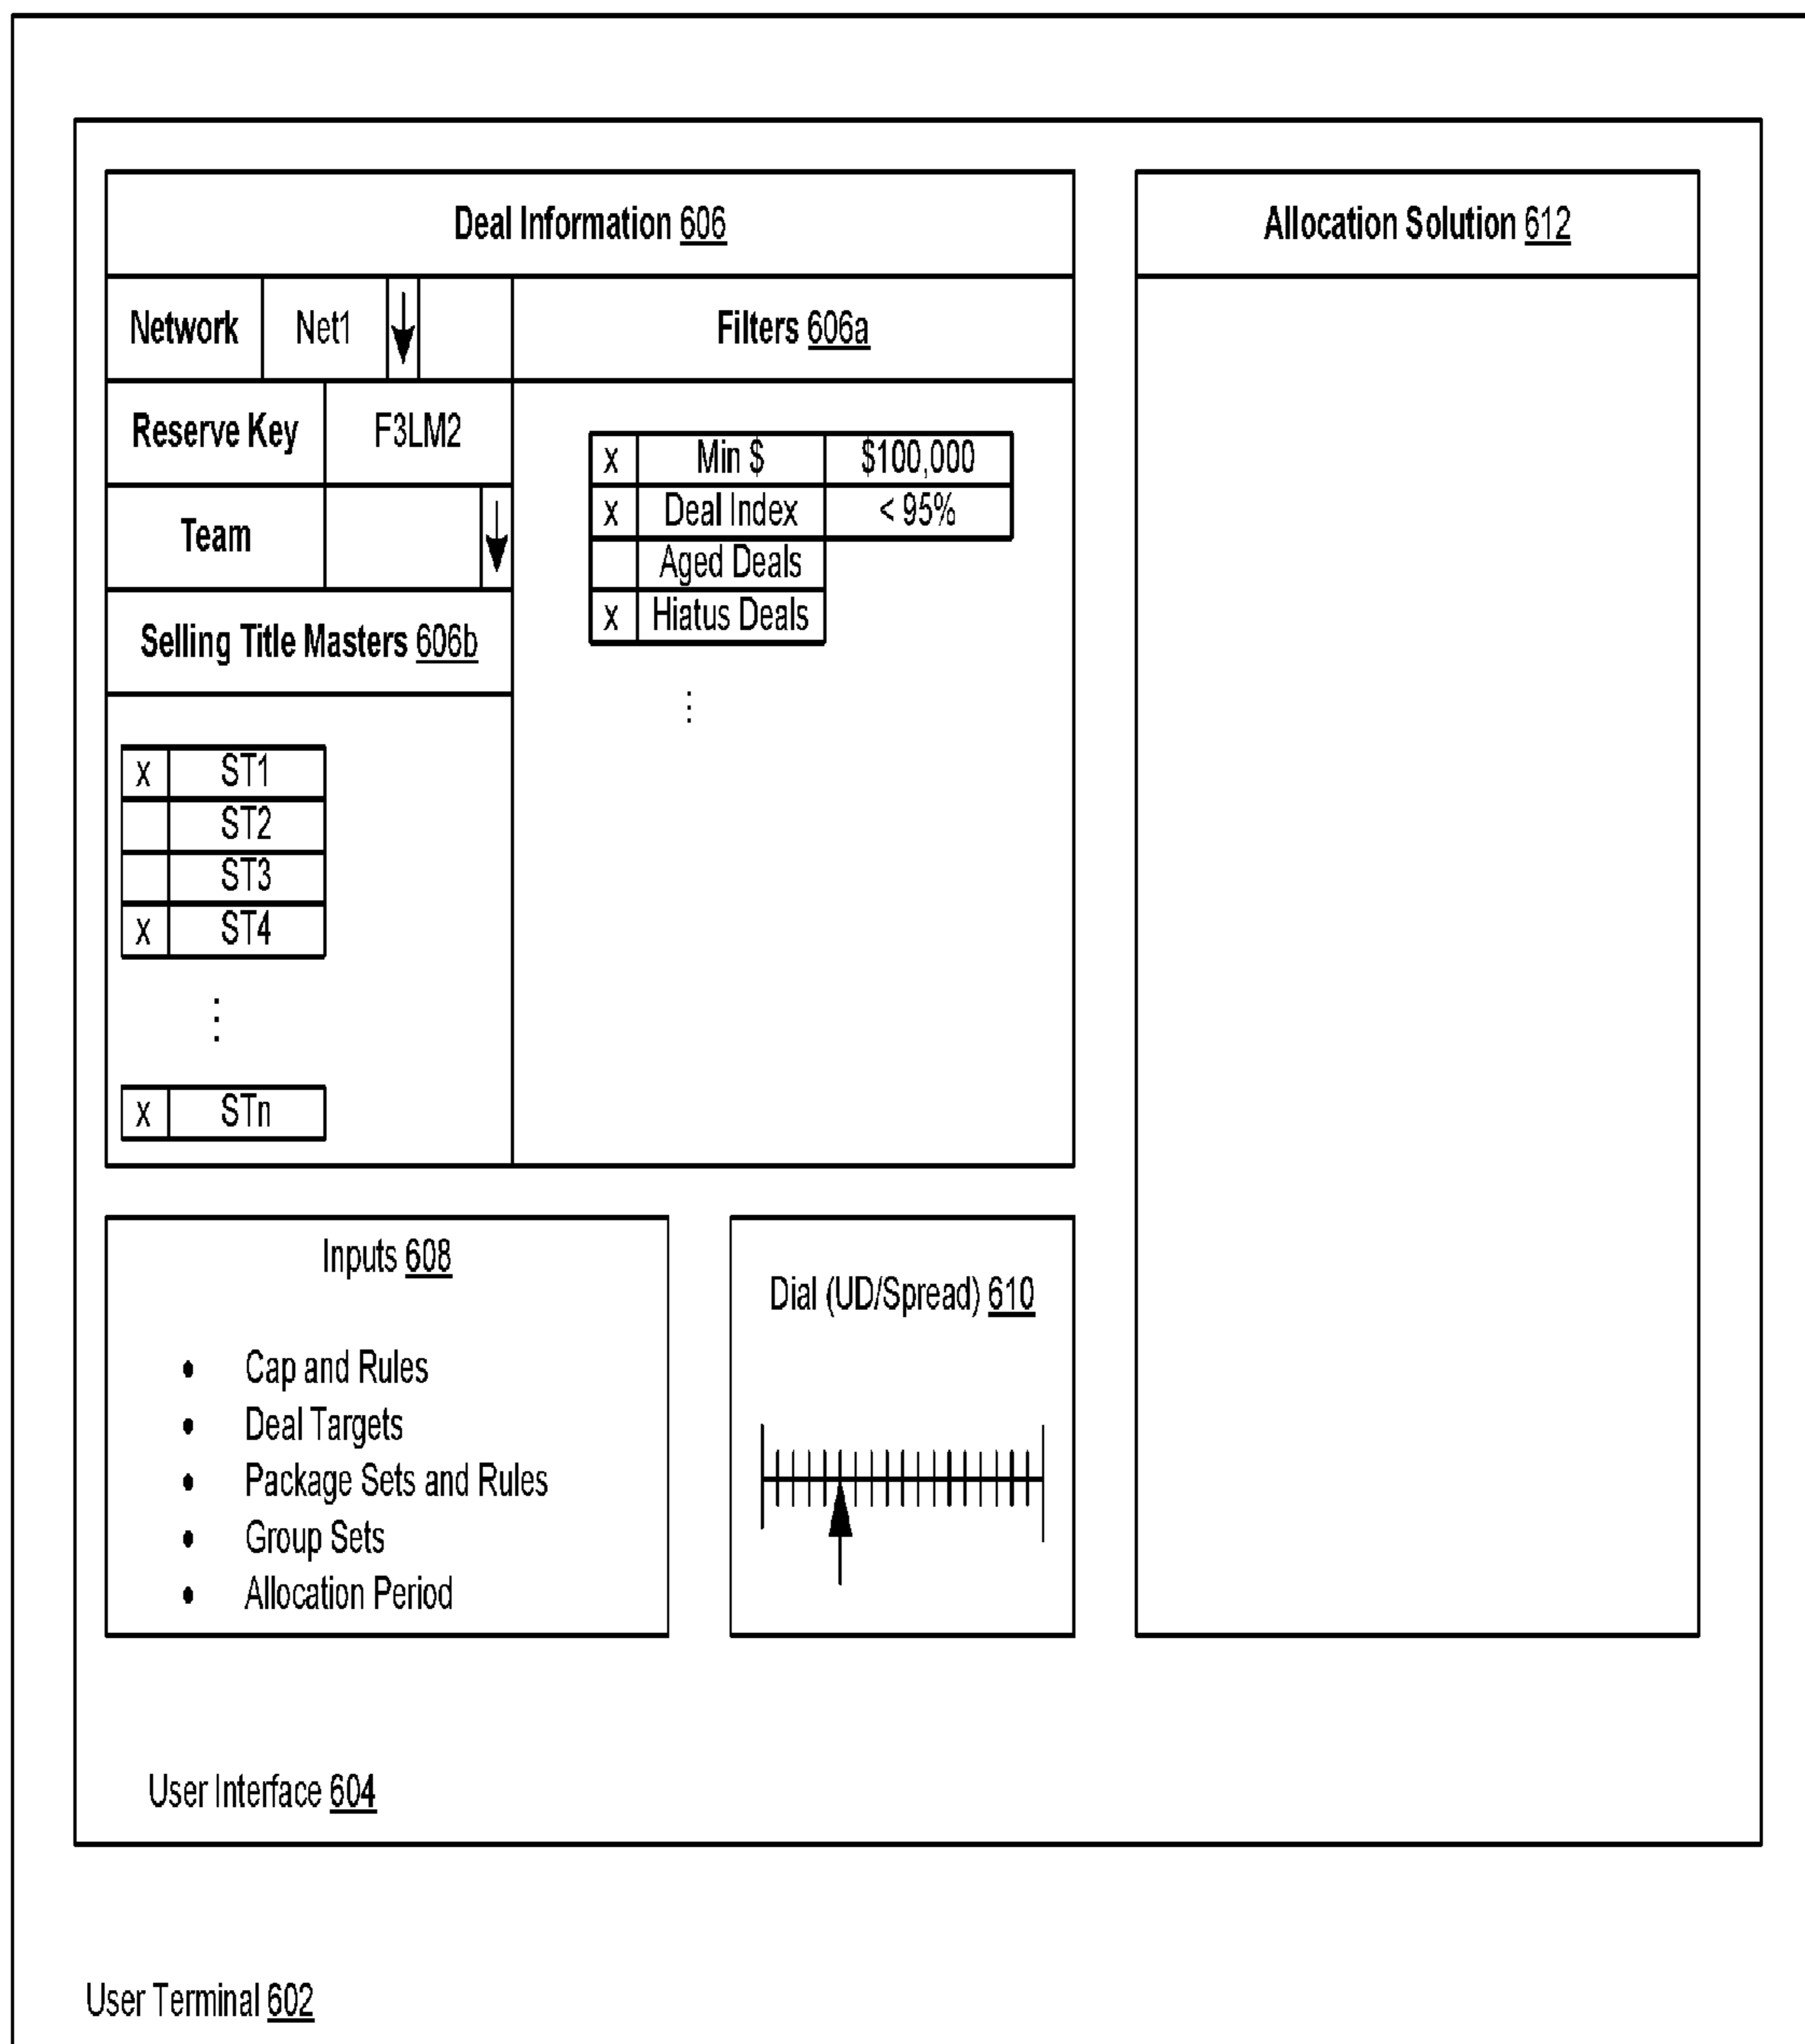 Deal Information 606
Network Net1
Filters 606a
Reserve Key F3LM2
Team
x Min $ $100,000
x Deal Index < 95%
Aged Deals
x Hiatus Deals
⋮
Selling Title Masters 606b
x ST1
ST2
ST3
x ST4
⋮
x STn
Allocation Solution 612
Inputs 608
• Cap and Rules
• Deal Targets
• Package Sets and Rules
• Group Sets
• Allocation Period
Dial (UD/Spread) 610
User Interface 604
User Terminal 602